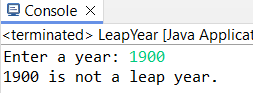 Console
<terminated> LeapYear [Java Applicat
Enter a year: 1900
1900 is not a leap year.